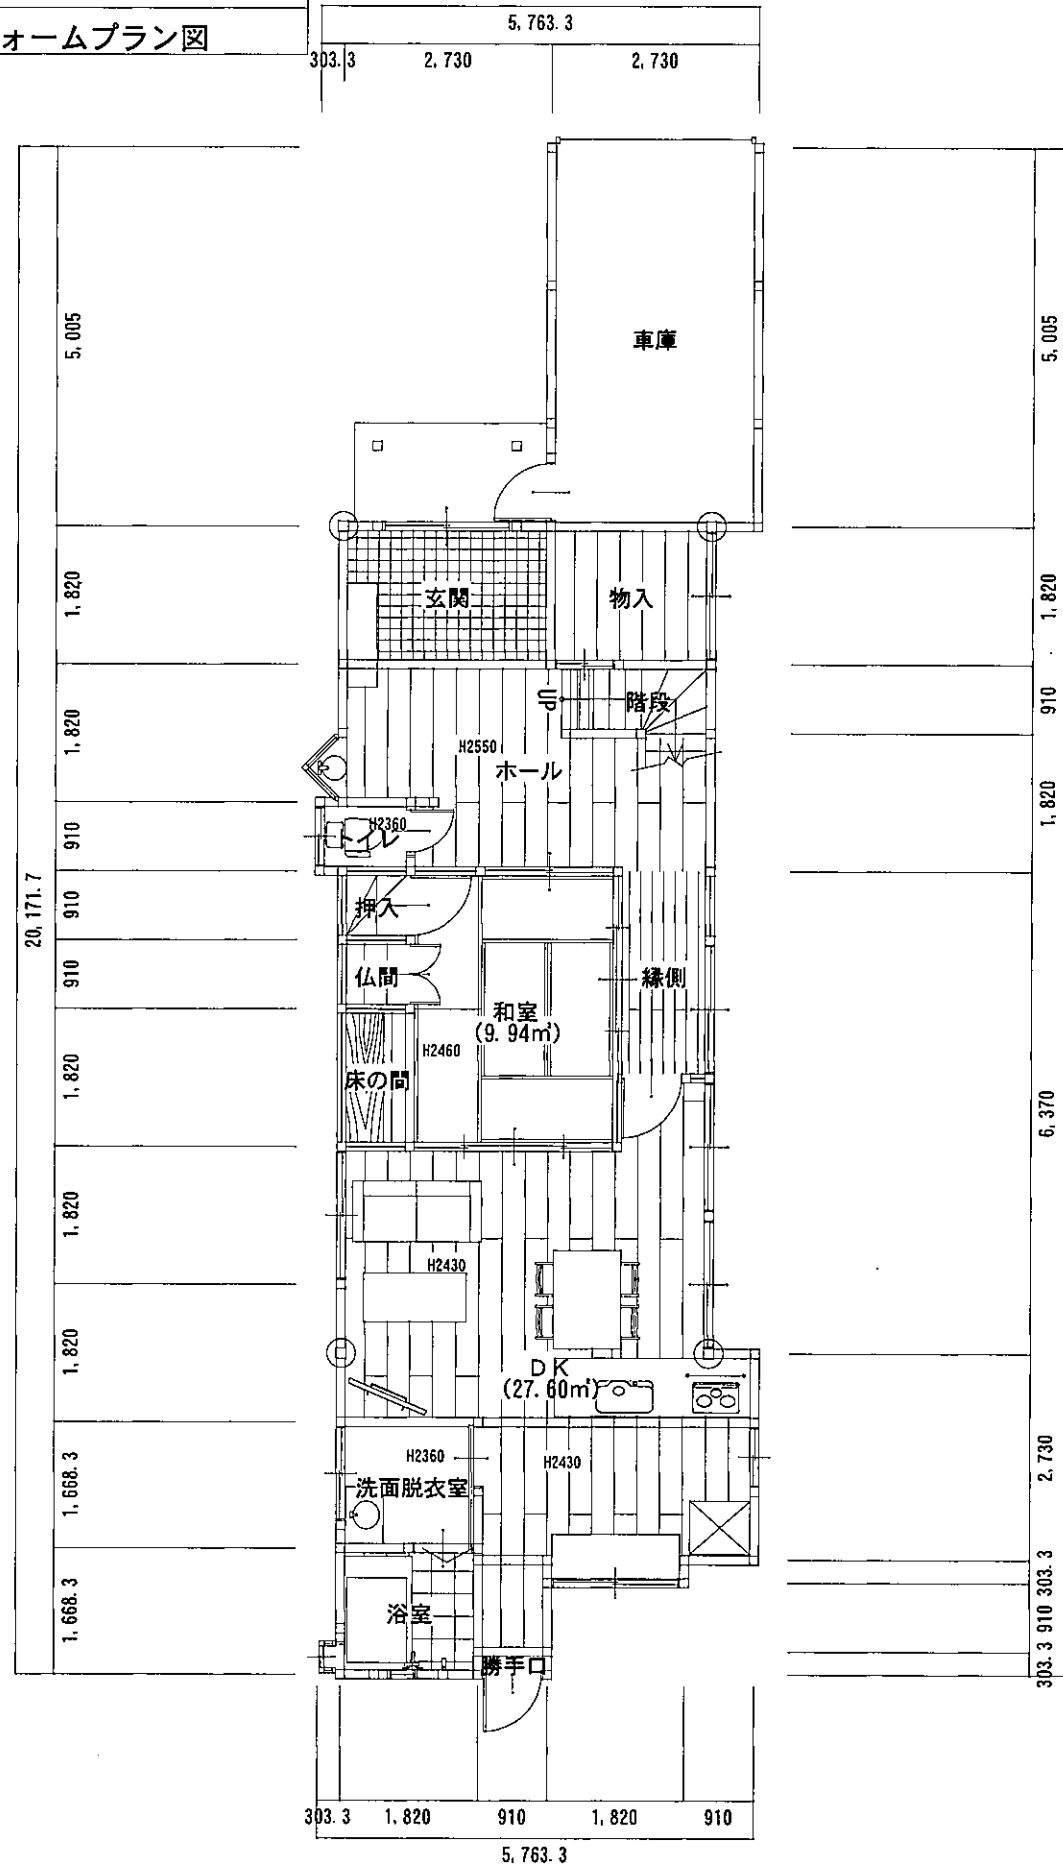 ォームプラン図
5,763.3
303.3
2,730
2,730
5,005
5,005
車庫
1,820
玄関
物入
1,820
UP
階段
910
1,820
H2550
ホール
1,820
910
H2360
トイレ
20,171.7
910
押入
910
仏間
縁側
和室
(9.94㎡)
H2460
1,820
床の間
6,370
1,820
H2430
1,820
DK
(27.60㎡)
1,668.3
H2360
H2430
2,730
洗面脱衣室
303.3
1,668.3
浴室
910
勝手口
303.3
303.3
1,820
910
1,820
910
5,763.3